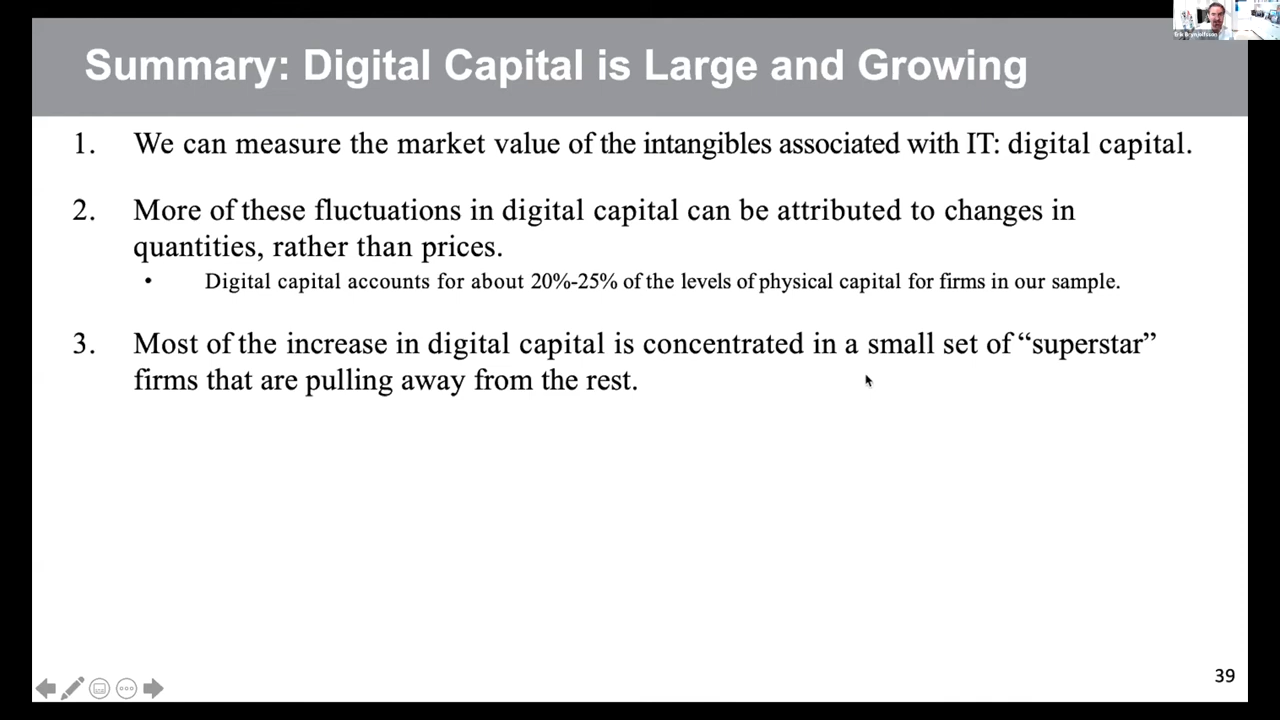 Erik Brynjolfsson
Summary: Digital Capital is Large and Growing
1. We can measure the market value of the intangibles associated with IT: digital capital.
2. More of these fluctuations in digital capital can be attributed to changes in
quantities, rather than prices.
• Digital capital accounts for about 20%-25% of the levels of physical capital for firms in our sample.
3. Most of the increase in digital capital is concentrated in a small set of “superstar”
firms that are pulling away from the rest.
39